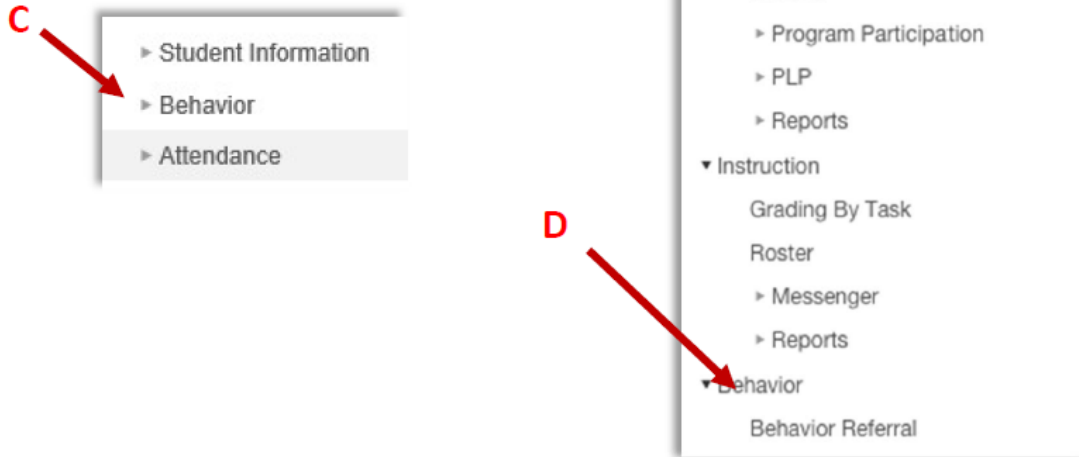 C
Student Information
Behavior
Attendance
Program Participation
PLP
Reports
Instruction
Grading By Task
D
Roster
Messenger
Reports
Behavior
Behavior Referral